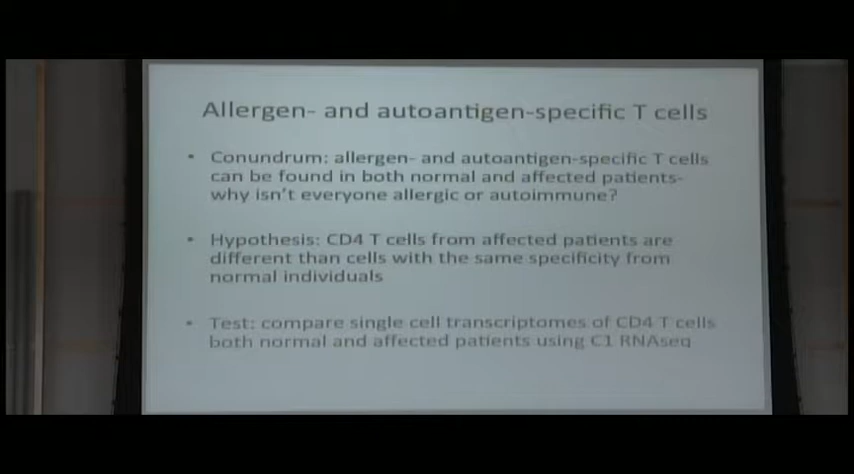 Allergen- and autoantigen-specific T cells
• Conundrum: allergen- and autoantigen-specific T cells
can be found in both normal and affected patients-
why isn't everyone allergic or autoimmune?
• Hypothesis: CD4 T cells from affected patients are
different than cells with the same specificity from
normal individuals
• Test: compare single cell transcriptomes of CD4 T cells
both normal and affected patients using C1 RNAseq